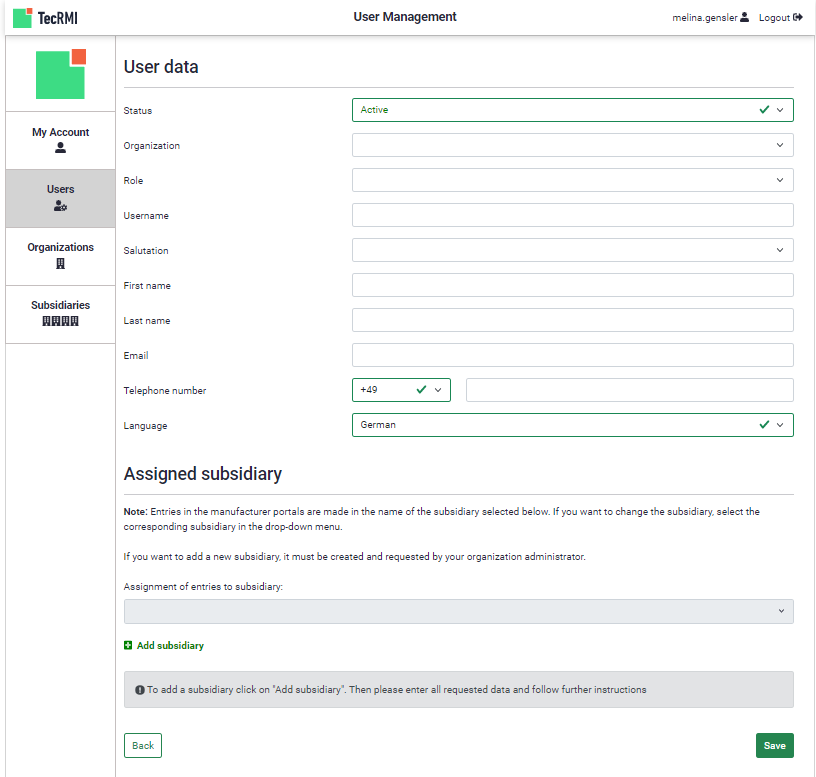 TecRMI
User Management
melina.gensler
Logout
My Account
Users
Organizations
Subsidiaries
User data
Status
Active
Organization
Role
Username
Salutation
First name
Last name
Email
Telephone number
+49
Language
German
Assigned subsidiary
Note: Entries in the manufacturer portals are made in the name of the subsidiary selected below. If you want to change the subsidiary, select the
corresponding subsidiary in the drop-down menu.
If you want to add a new subsidiary, it must be created and requested by your organization administrator.
Assignment of entries to subsidiary:
Add subsidiary
To add a subsidiary click on "Add subsidiary". Then please enter all requested data and follow further instructions
Back
Save